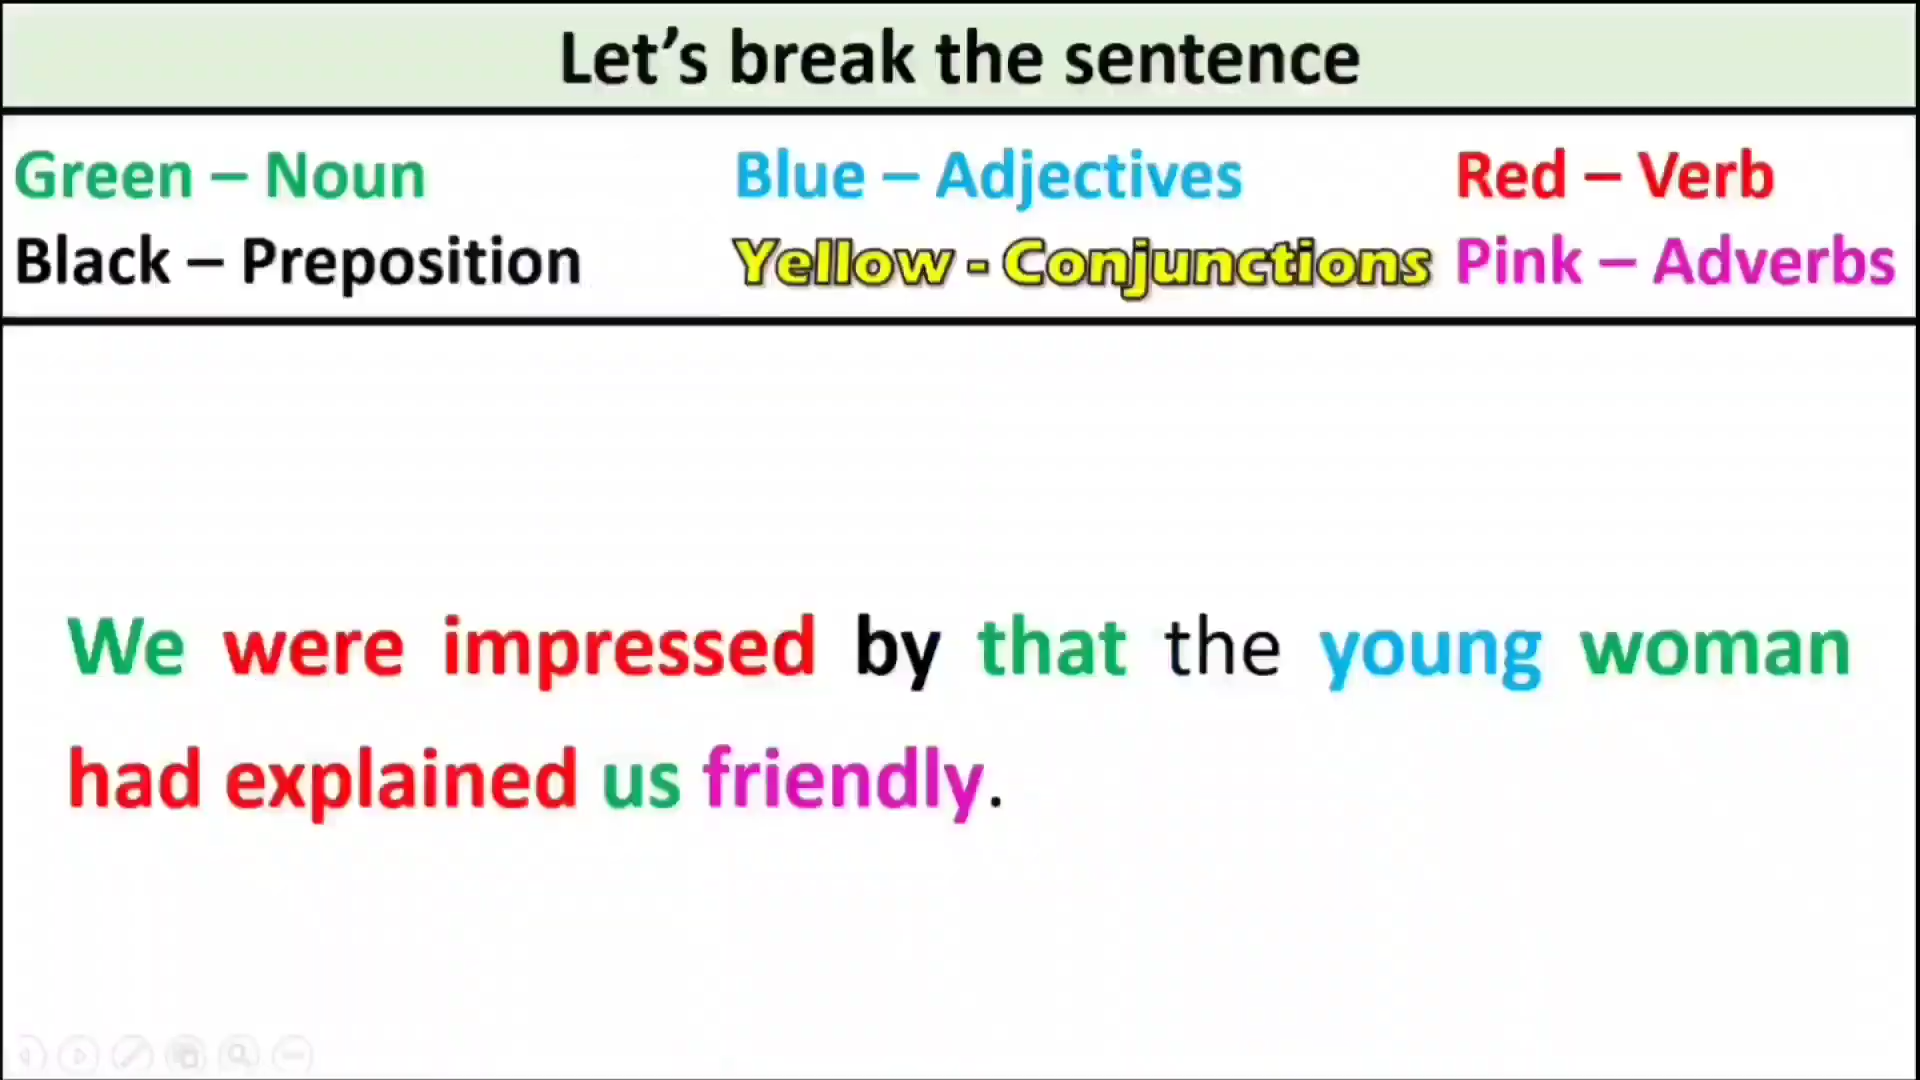 Let’s break the sentence
Green – Noun
Blue – Adjectives
Red – Verb
Black – Preposition
Yellow - Conjunctions
Pink – Adverbs
We were impressed by that the young woman
had explained us friendly.